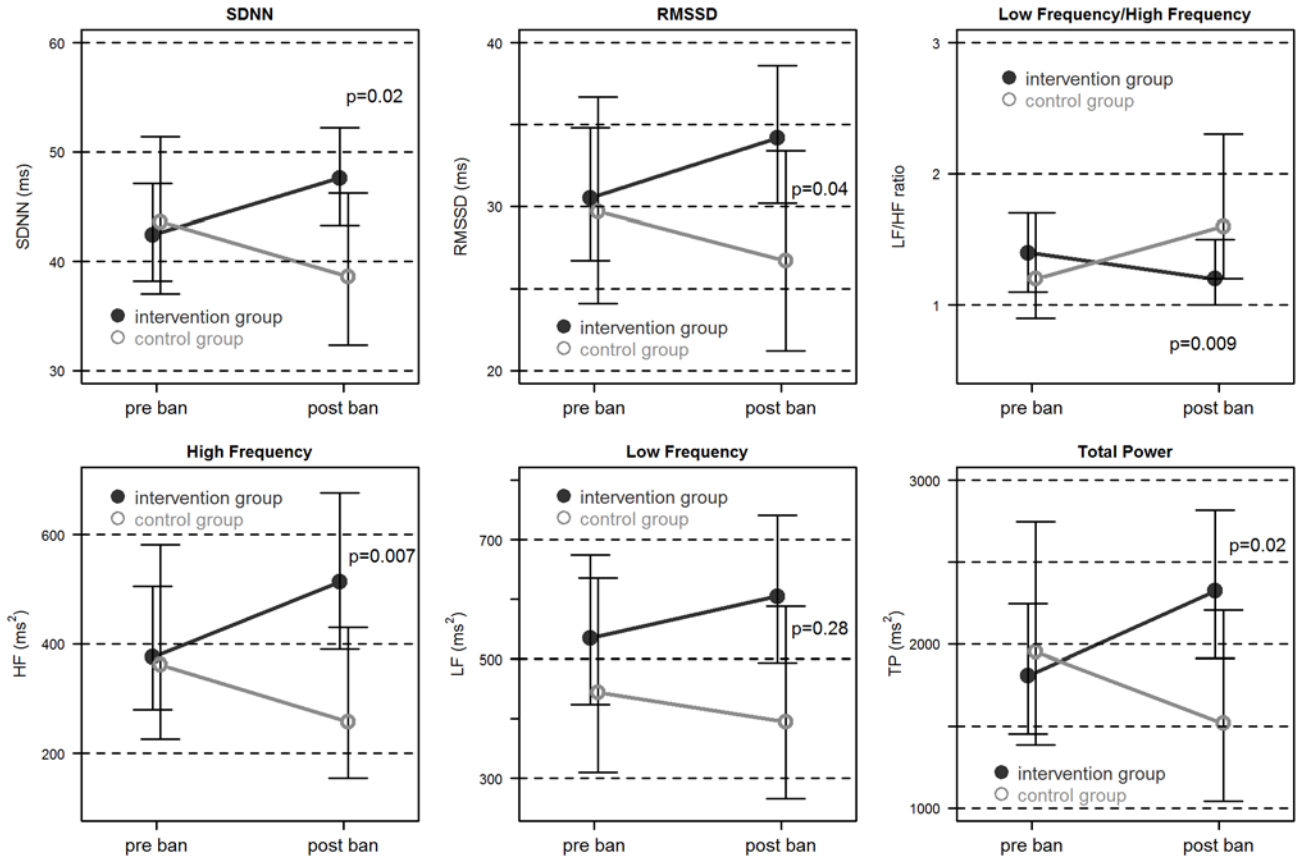 SDNN
60
50
40
30
SDNN (ms)
p=0.02
intervention group
control group
pre ban
post ban
RMSSD
40
30
20
RMSSD (ms)
p=0.04
intervention group
control group
pre ban
post ban
Low Frequency/High Frequency
3
2
1
LF/HF ratio
intervention group
control group
p=0.009
pre ban
post ban
High Frequency
600
400
200
HF (ms²)
intervention group
control group
p=0.007
pre ban
post ban
Low Frequency
700
500
300
LF (ms²)
intervention group
control group
p=0.28
pre ban
post ban
Total Power
3000
2000
1000
TP (ms²)
p=0.02
intervention group
control group
pre ban
post ban